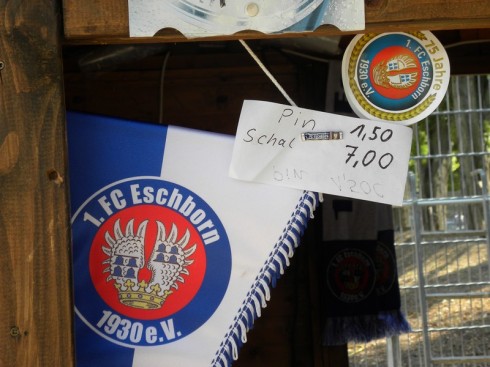 75 Jahre
1. FC Eschborn
1930 e.V.
Pin 1,50
Schal 7,00
1. FC Eschborn
1930 e.V.